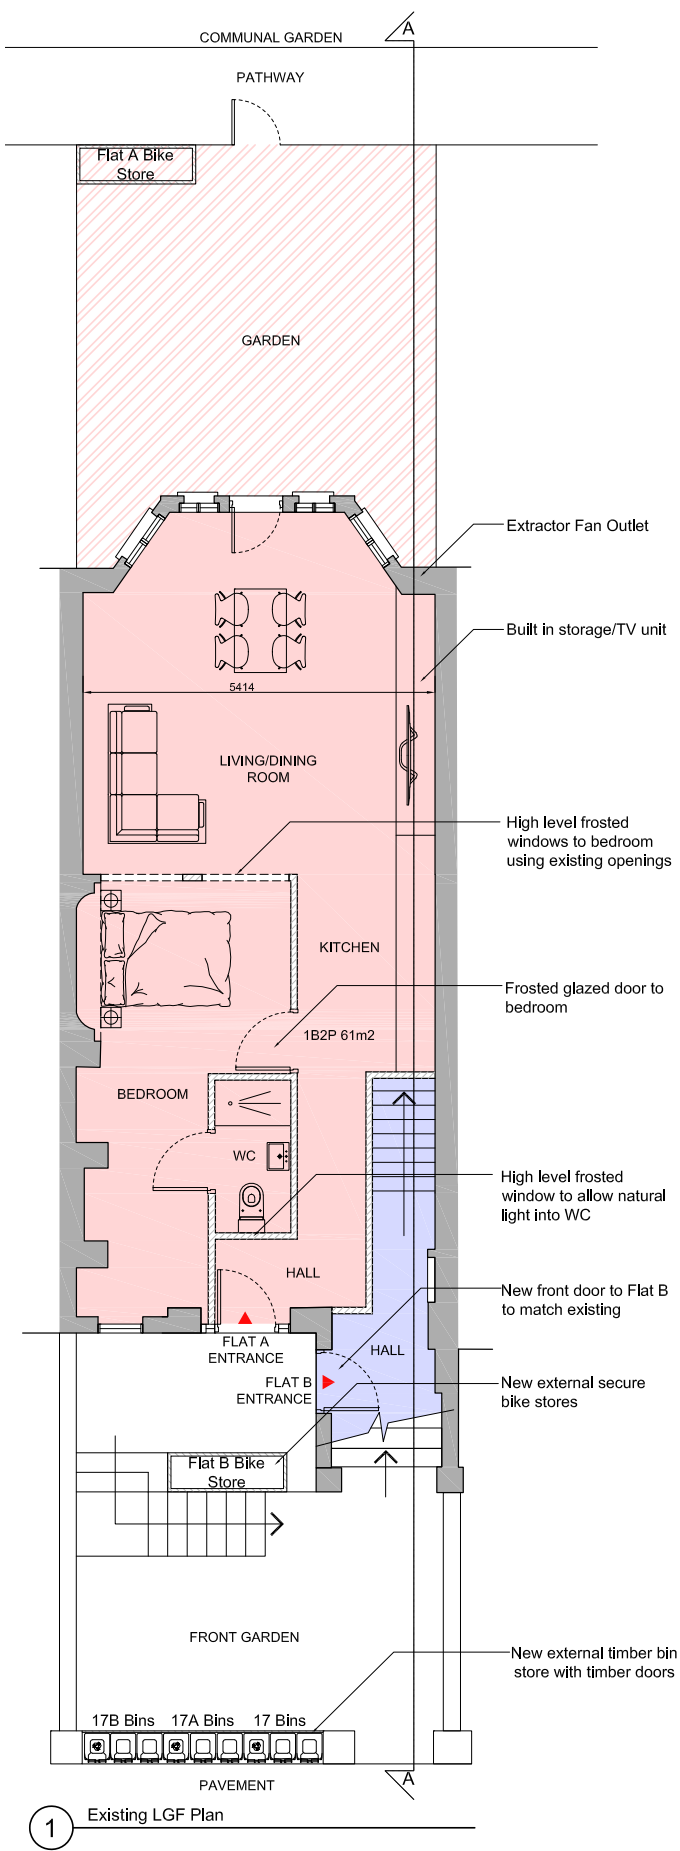 A
COMMUNAL GARDEN
PATHWAY
Flat A Bike
Store
GARDEN
Extractor Fan Outlet
Built in storage/TV unit
5414
LIVING/DINING
ROOM
High level frosted
windows to bedroom
using existing openings
KITCHEN
Frosted glazed door to
bedroom
1B2P 61m2
BEDROOM
WC
High level frosted
window to allow natural
light into WC
HALL
New front door to Flat B
to match existing
FLAT A
ENTRANCE
HALL
FLAT B
ENTRANCE
New external secure
bike stores
Flat B Bike
Store
FRONT GARDEN
New external timber bin
store with timber doors
17B Bins
17A Bins
17 Bins
PAVEMENT
A
1
Existing LGF Plan